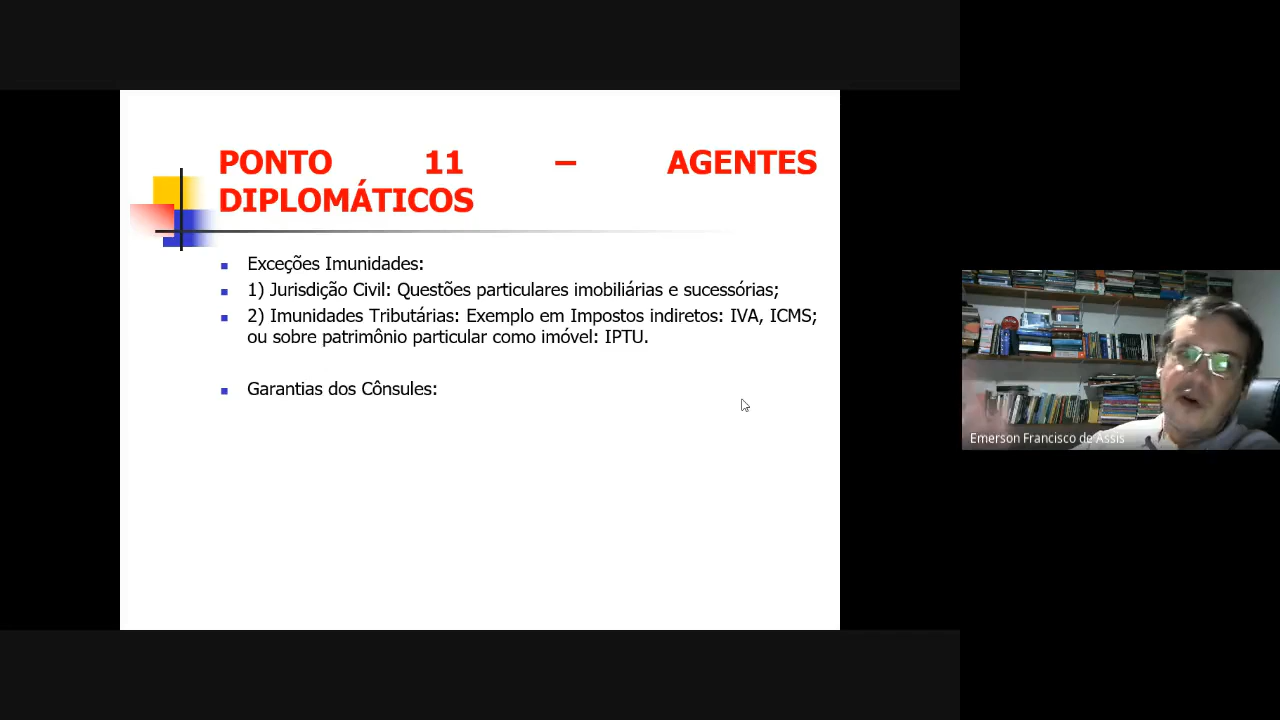 PONTO 11 – AGENTES
DIPLOMÁTICOS
Exceções Imunidades:
1) Jurisdição Civil: Questões particulares imobiliárias e sucessórias;
2) Imunidades Tributárias: Exemplo em Impostos indiretos: IVA, ICMS;
ou sobre patrimônio particular como imóvel: IPTU.
Garantias dos Cônsules:
Emerson Francisco de Assis